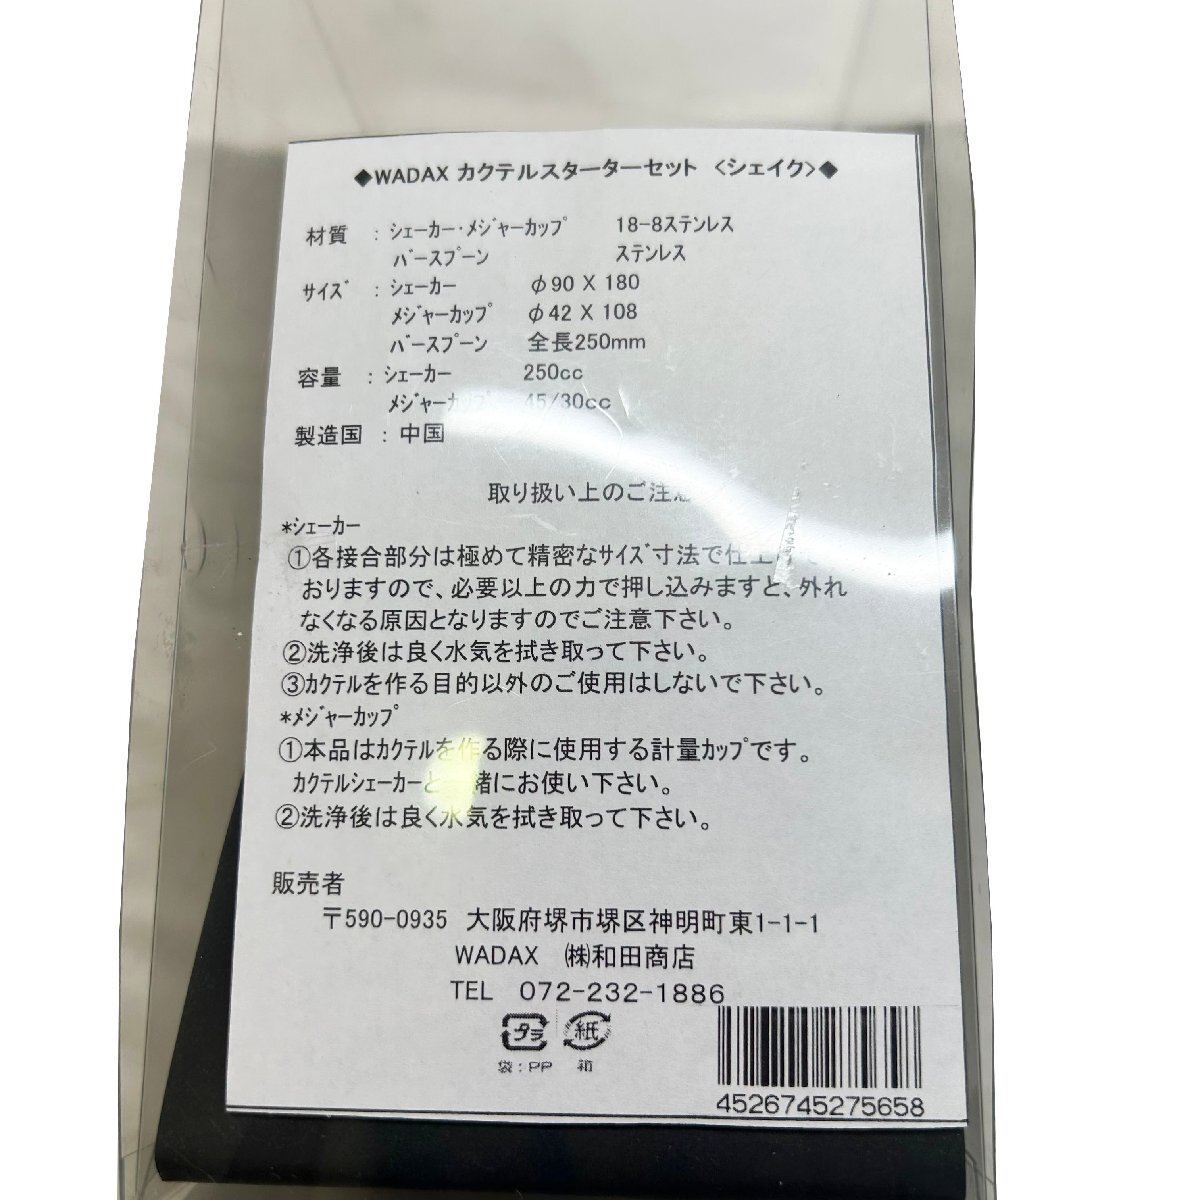 ◆WADAX カクテルスターターセット <シェイク>◆
材質 : シェーカー・メジャーカップ 18-8ステンレス
バースプーン ステンレス
サイズ : シェーカー φ90 X 180
メジャーカップ φ42 X 108
バースプーン 全長250mm
容量 : シェーカー 250cc
メジャーカップ 45/30cc
製造国 : 中国
取り扱い上のご注意
*シェーカー
①各接合部分は極めて精密なサイズ寸法で仕上げて
おりますので、必要以上の力で押し込みますと、外れ
なくなる原因となりますのでご注意下さい。
②洗浄後は良く水気を拭き取って下さい。
③カクテルを作る目的以外のご使用はしないで下さい。
*メジャーカップ
①本品はカクテルを作る際に使用する計量カップです。
カクテルシェーカーと一緒にお使い下さい。
②洗浄後は良く水気を拭き取って下さい。
販売者
〒590-0935 大阪府堺市堺区神明町東1-1-1
WADAX ㈱和田商店
TEL 072-232-1886
プラ 紙
袋:PP 箱
4526745275658